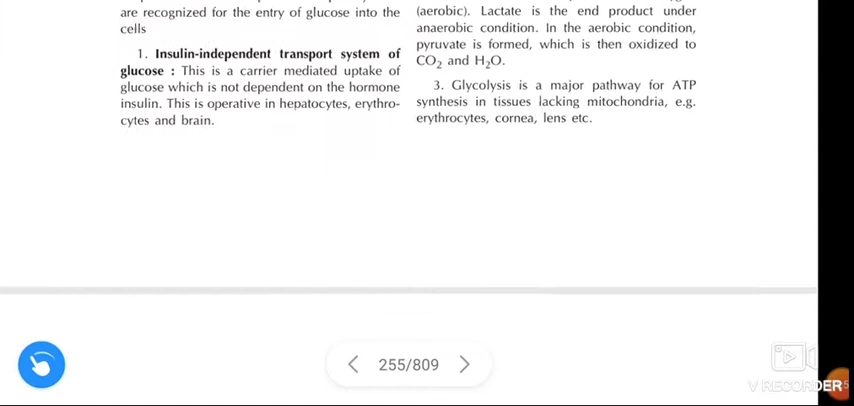 are recognized for the entry of glucose into the
cells
1. Insulin-independent transport system of
glucose : This is a carrier mediated uptake of
glucose which is not dependent on the hormone
insulin. This is operative in hepatocytes, erythro-
cytes and brain.
(aerobic). Lactate is the end product under
anaerobic condition. In the aerobic condition,
pyruvate is formed, which is then oxidized to
CO₂ and H₂O.
3. Glycolysis is a major pathway for ATP
synthesis in tissues lacking mitochondria, e.g.
erythrocytes, cornea, lens etc.
255/809
V RECORDER